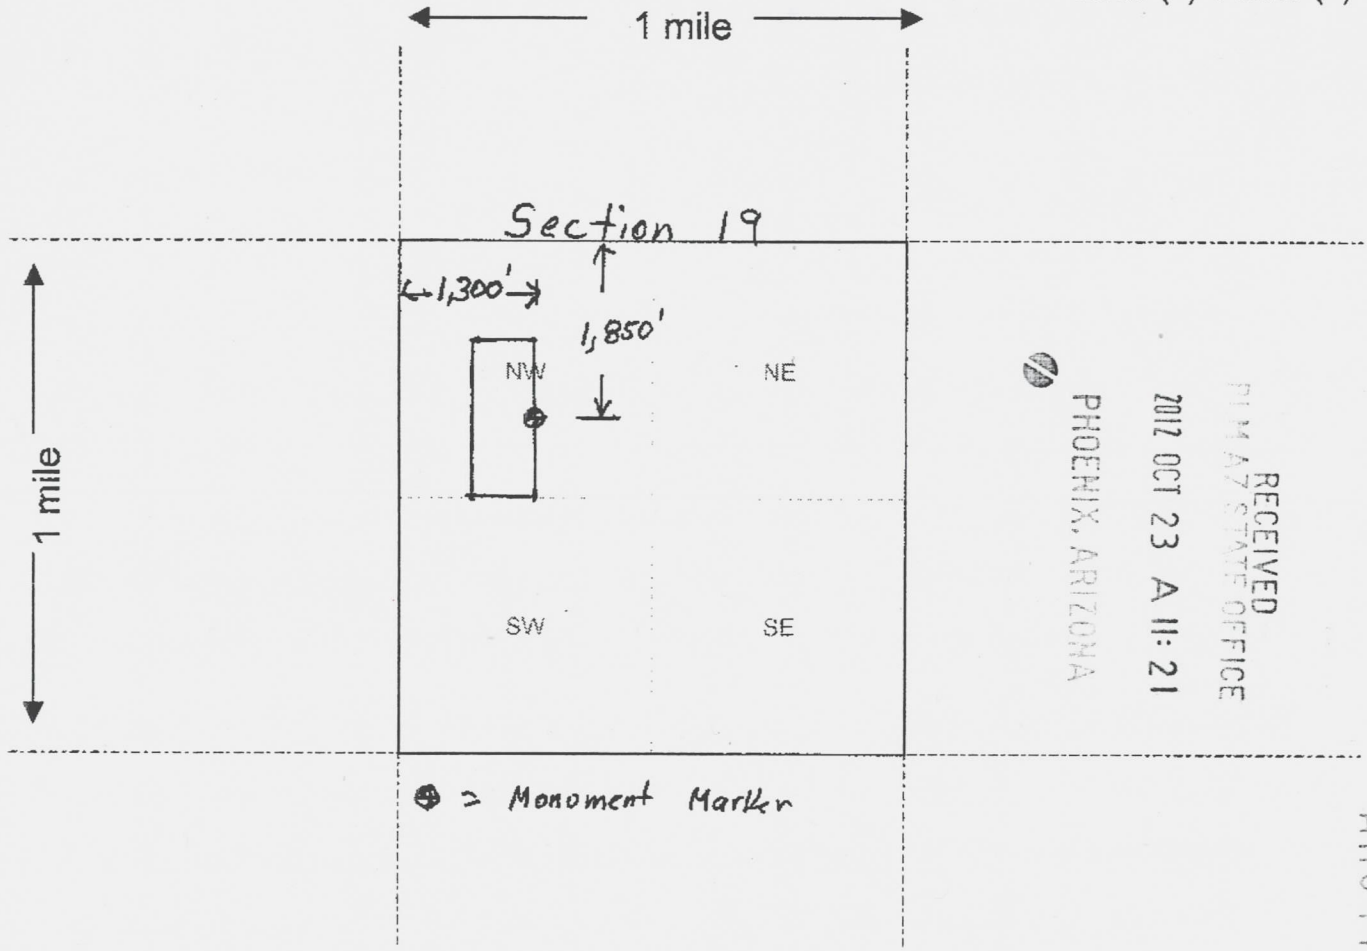 1 mile
Section 19
1,300'
1,850'
NW
NE
1 mile
SW
SE
= Monument Marker
RECEIVED
BLM AZ STATE OFFICE
2012 OCT 23 A 11: 21
PHOENIX, ARIZONA